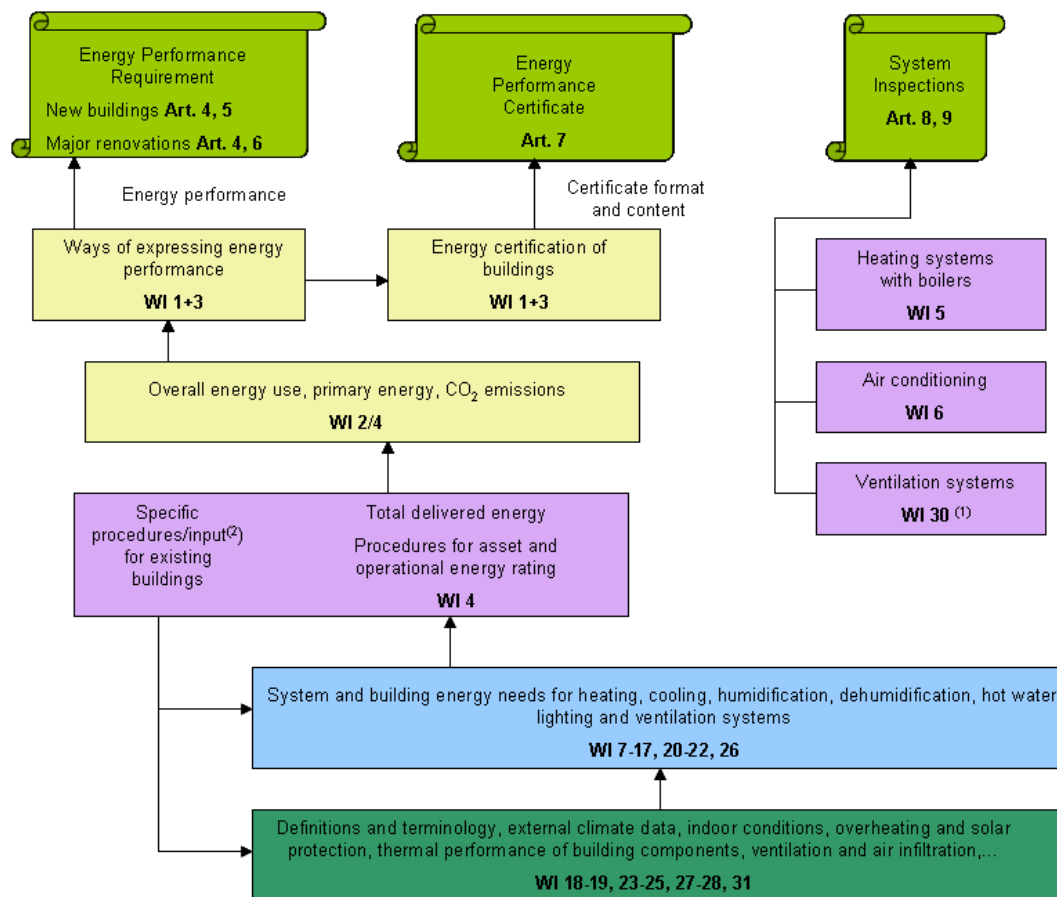 Energy Performance
Requirement
New buildings Art. 4, 5
Major renovations Art. 4, 6
Energy
Performance
Certificate
Art. 7
System
Inspections
Art. 8, 9
Energy performance
Certificate format
and content
Ways of expressing energy
performance
WI 1+3
Energy certification of
buildings
WI 1+3
Heating systems
with boilers
WI 5
Overall energy use, primary energy, CO₂ emissions
WI 2/4
Air conditioning
WI 6
Ventilation systems
WI 30 (1)
Specific
procedures/input(2)
for existing
buildings
Total delivered energy
Procedures for asset and
operational energy rating
WI 4
System and building energy needs for heating, cooling, humidification, dehumidification, hot water
lighting and ventilation systems
WI 7-17, 20-22, 26
Definitions and terminology, external climate data, indoor conditions, overheating and solar
protection, thermal performance of building components, ventilation and air infiltration,...
WI 18-19, 23-25, 27-28, 31